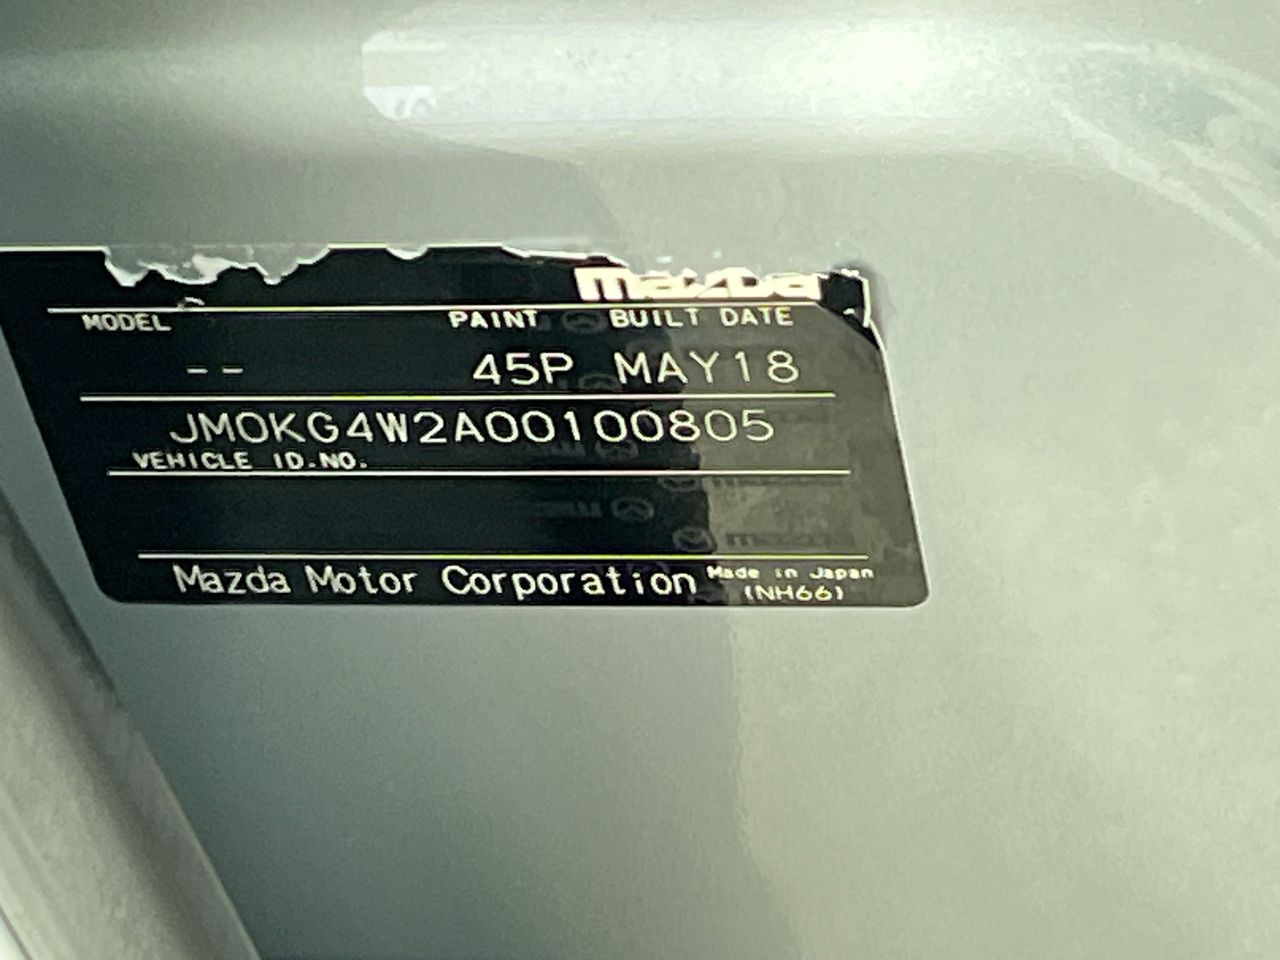 mazda
MODEL PAINT BUILT DATE
-- 45P MAY18
JM0KG4W2A00100805
VEHICLE ID.NO.
Mazda Motor Corporation Made in Japan
(NH66)